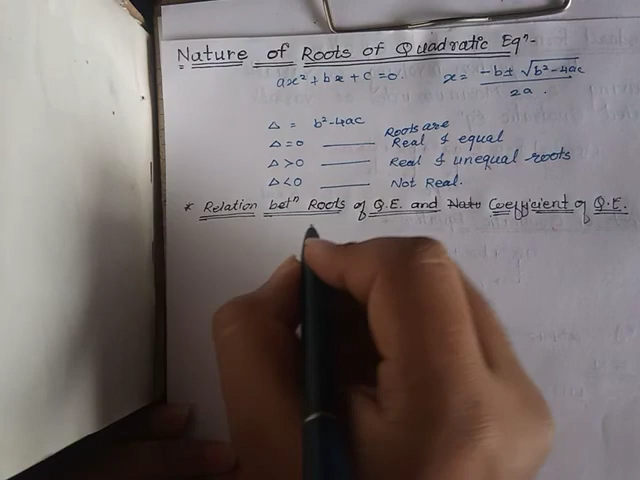 Nature of Roots of Quadratic Eqⁿ-
ax² + bx + c = 0. x = -b ± √b² - 4ac / 2a
Δ = b² - 4ac
Roots are
Δ = 0 —— Real & equal
Δ > 0 —— Real & unequal roots
Δ < 0 —— Not Real.
* Relation betⁿ Roots of Q.E. and Coefficient of Q.E.